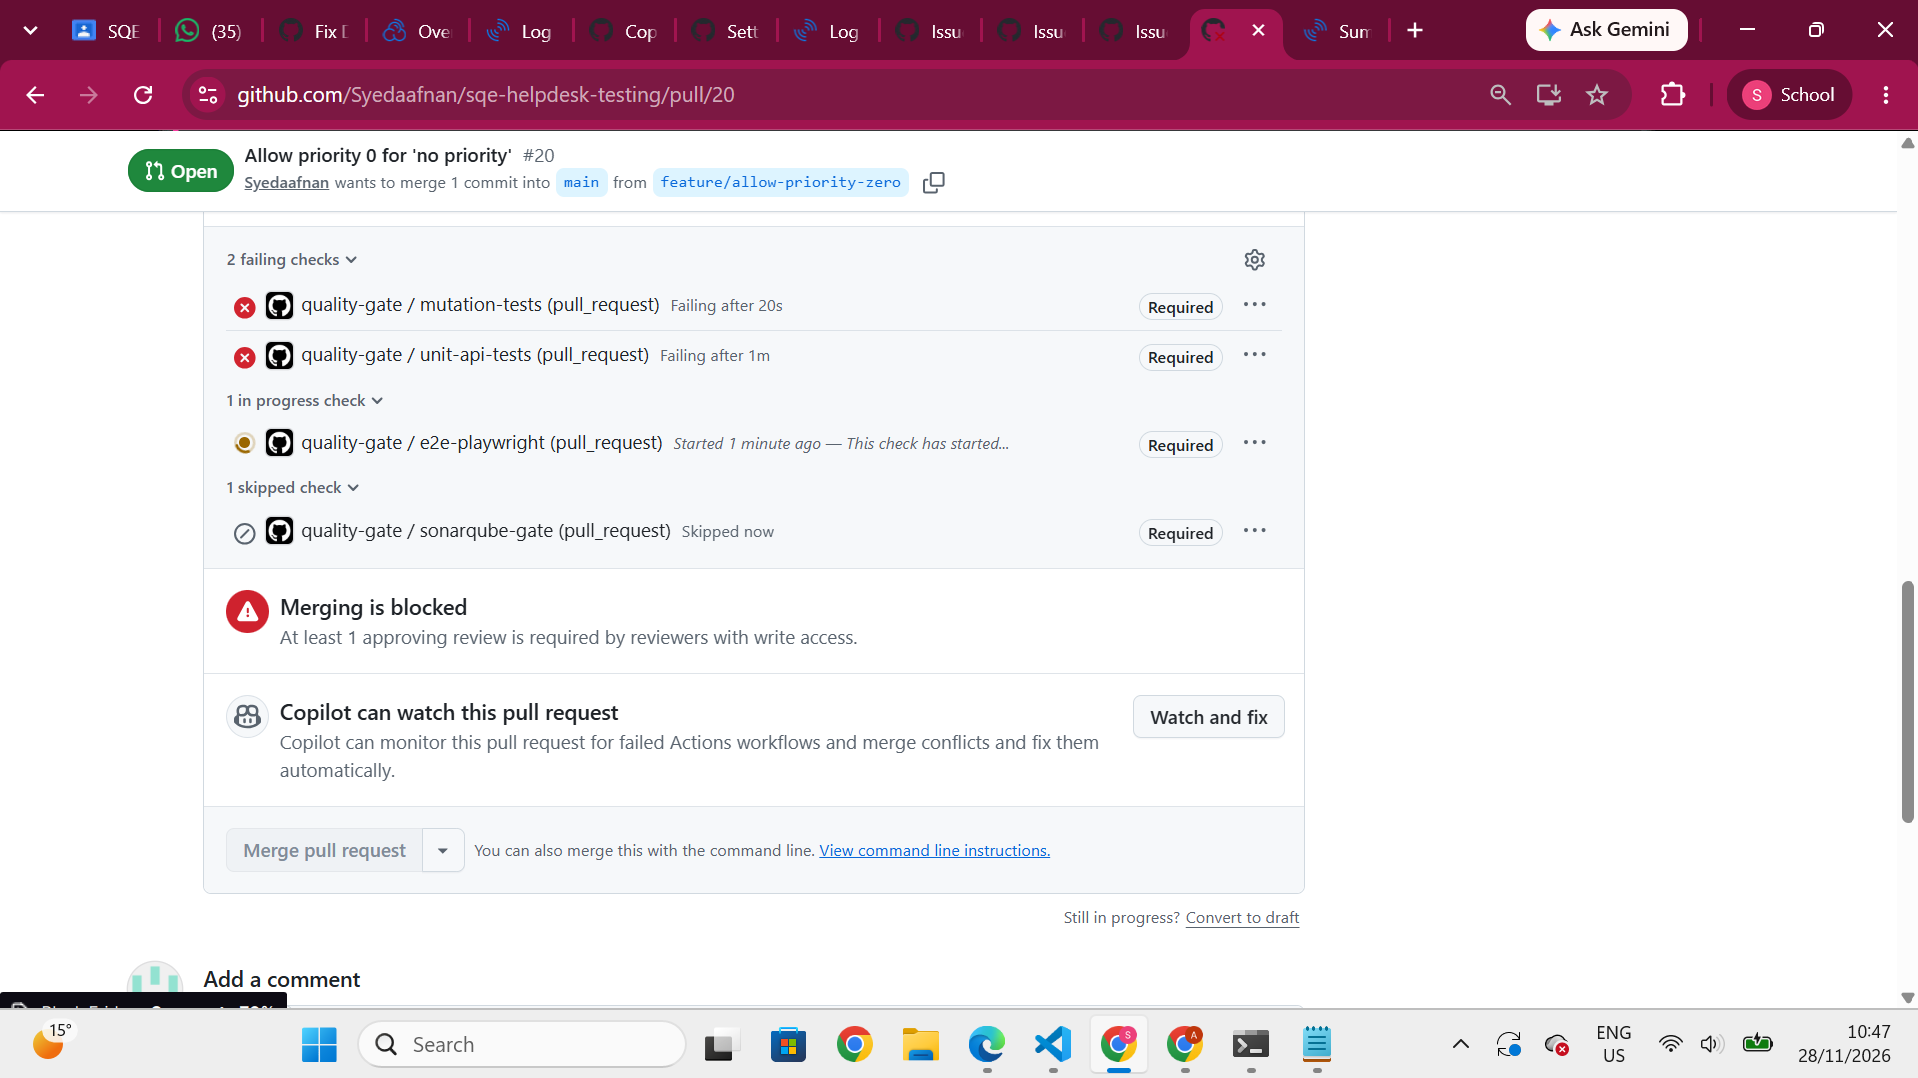 SQE
(35)
Fix
Ove
Log
Cop
Sett
Log
Issu
Issu
Issu
Sum
Ask Gemini
github.com/Syedaafnan/sqe-helpdesk-testing/pull/20
S School
Open
Allow priority 0 for 'no priority' #20
Syedaafnan wants to merge 1 commit into main from feature/allow-priority-zero
2 failing checks
quality-gate / mutation-tests (pull_request) Failing after 20s Required
quality-gate / unit-api-tests (pull_request) Failing after 1m Required
1 in progress check
quality-gate / e2e-playwright (pull_request) Started 1 minute ago — This check has started... Required
1 skipped check
quality-gate / sonarqube-gate (pull_request) Skipped now Required
Merging is blocked
At least 1 approving review is required by reviewers with write access.
Copilot can watch this pull request
Watch and fix
Copilot can monitor this pull request for failed Actions workflows and merge conflicts and fix them
automatically.
Merge pull request
You can also merge this with the command line. View command line instructions.
Still in progress? Convert to draft
Add a comment
15°
Search
S
A
ENG
US
10:47
28/11/2026